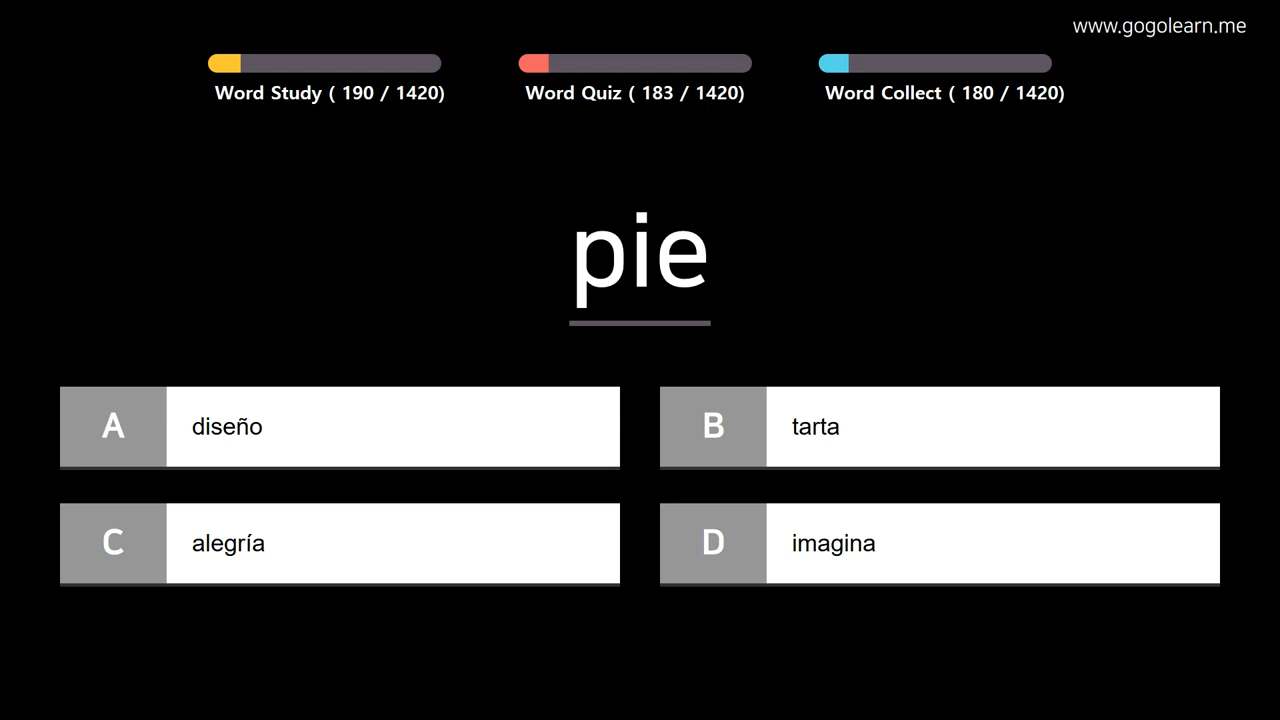 www.gogolearn.me
Word Study ( 190 / 1420)
Word Quiz ( 183 / 1420)
Word Collect ( 180 / 1420)
pie
A
diseño
B
tarta
C
alegría
D
imagina